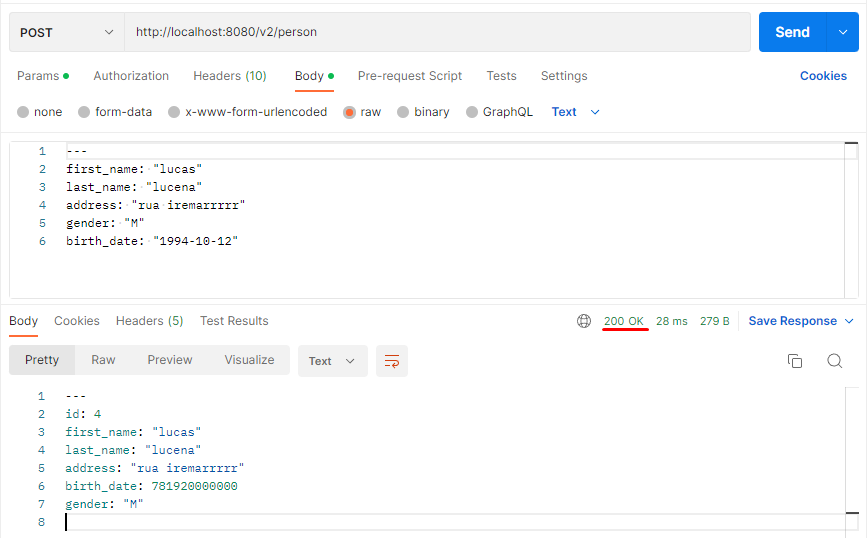 POST http://localhost:8080/v2/person Send
Params Authorization Headers (10) Body Pre-request Script Tests Settings Cookies
none form-data x-www-form-urlencoded raw binary GraphQL Text
1 ---
2 first_name: "lucas"
3 last_name: "lucena"
4 address: "rua iremarrrrr"
5 gender: "M"
6 birth_date: "1994-10-12"
Body Cookies Headers (5) Test Results 200 OK 28 ms 279 B Save Response
Pretty Raw Preview Visualize Text
1 ---
2 id: 4
3 first_name: "lucas"
4 last_name: "lucena"
5 address: "rua iremarrrrr"
6 birth_date: 781920000000
7 gender: "M"
8